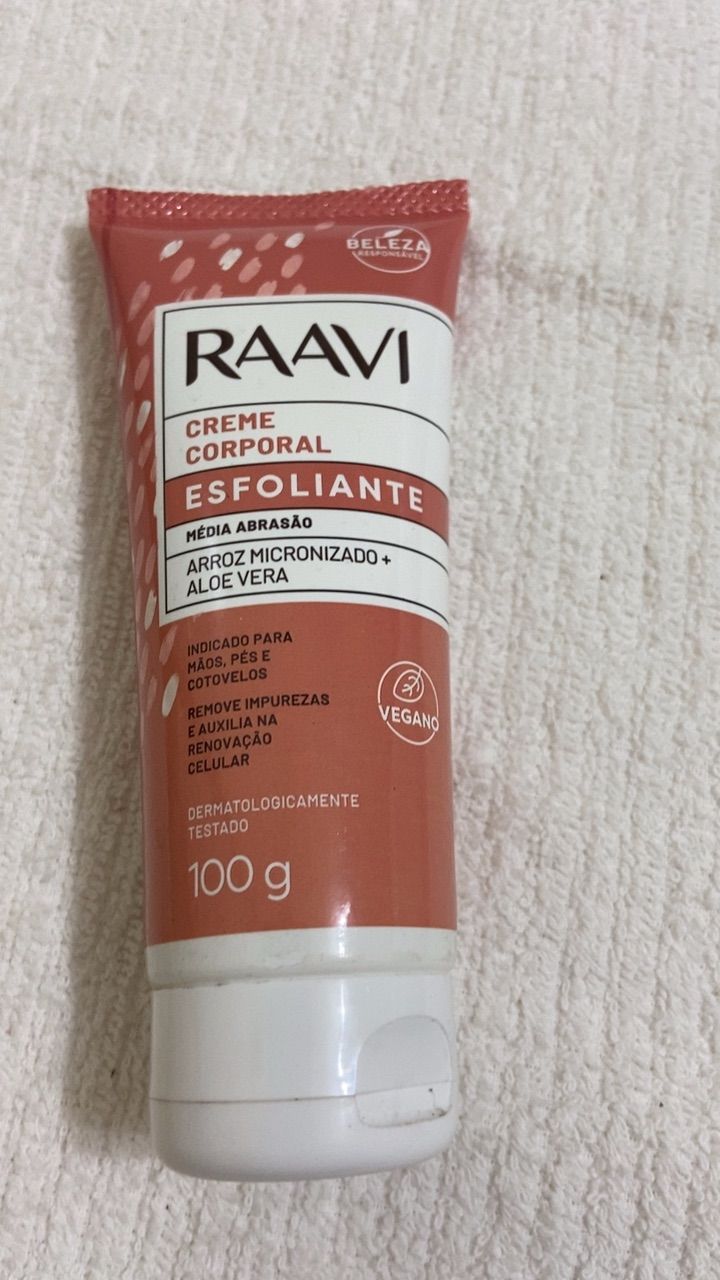 BELEZA
RESPONSÁVEL
RAAVI
CREME
CORPORAL
ESFOLIANTE
MÉDIA ABRASÃO
ARROZ MICRONIZADO +
ALOE VERA
INDICADO PARA
MÃOS, PÉS E
COTOVELOS
REMOVE IMPUREZAS
E AUXILIA NA
RENOVAÇÃO
CELULAR
VEGANO
DERMATOLOGICAMENTE
TESTADO
100 g